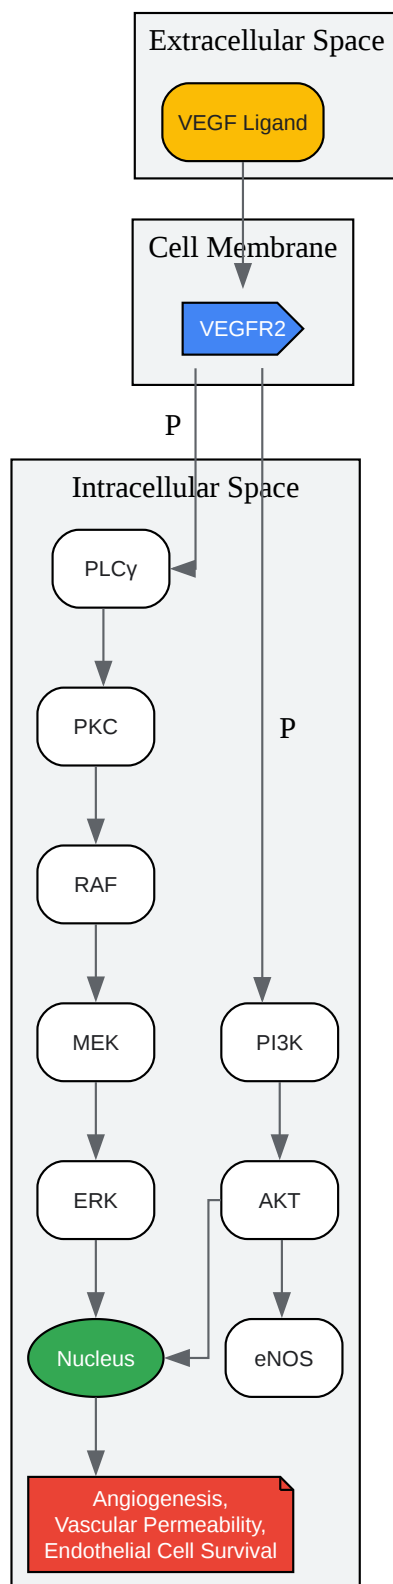 Extracellular Space
VEGF Ligand
Cell Membrane
VEGFR2
P
Intracellular Space
PLCγ
PKC
P
RAF
MEK
PI3K
ERK
AKT
Nucleus
eNOS
Angiogenesis,
Vascular Permeability,
Endothelial Cell Survival